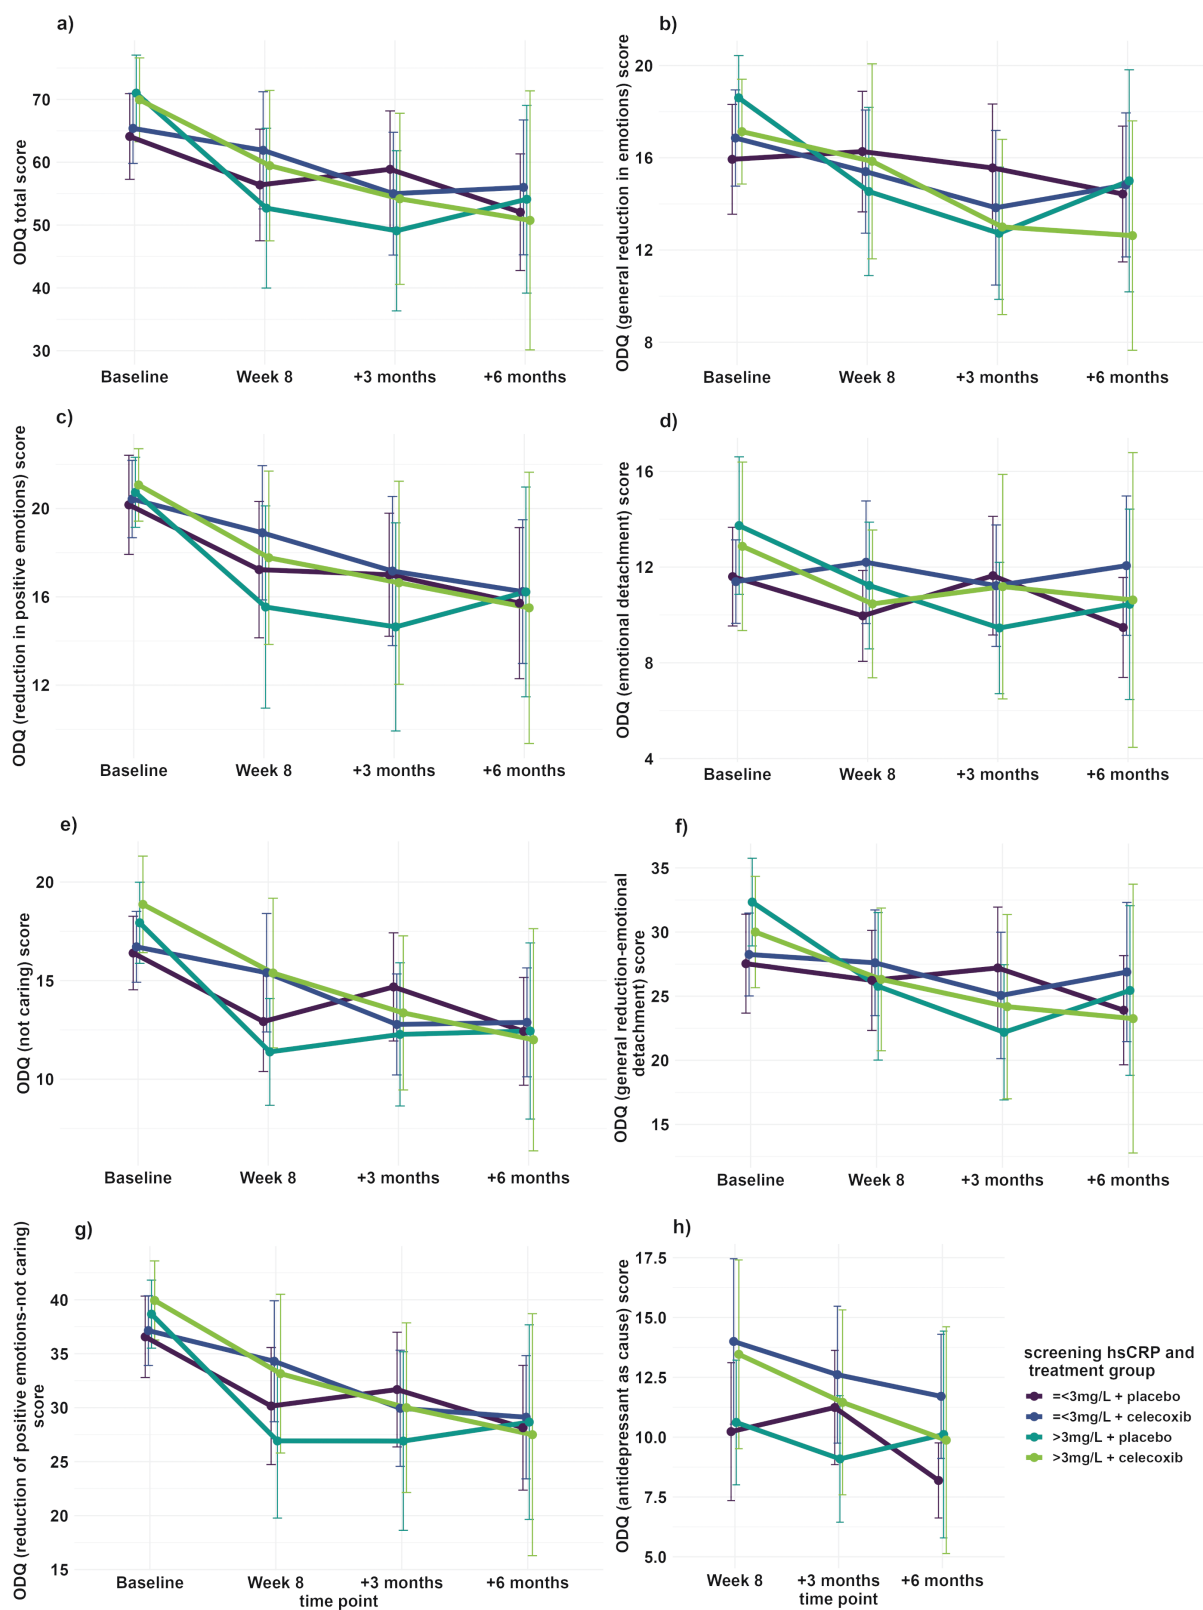 a)
ODQ total score
70
60
50
40
30
Baseline Week 8 +3 months +6 months
b)
ODQ (general reduction in emotions) score
20
16
12
8
Baseline Week 8 +3 months +6 months
c)
ODQ (reduction in positive emotions) score
20
16
12
Baseline Week 8 +3 months +6 months
d)
ODQ (emotional detachment) score
16
12
8
4
Baseline Week 8 +3 months +6 months
e)
ODQ (not caring) score
20
15
10
Baseline Week 8 +3 months +6 months
f)
ODQ (general reduction-emotional
detachment) score
35
30
25
20
15
Baseline Week 8 +3 months +6 months
g)
ODQ (reduction of positive emotions-not caring)
score
40
35
30
25
20
15
Baseline Week 8 +3 months +6 months
time point
h)
ODQ (antidepressant as cause) score
17.5
15.0
12.5
10.0
7.5
5.0
Week 8 +3 months +6 months
time point
screening hsCRP and
treatment group
=<3mg/L + placebo
=<3mg/L + celecoxib
>3mg/L + placebo
>3mg/L + celecoxib